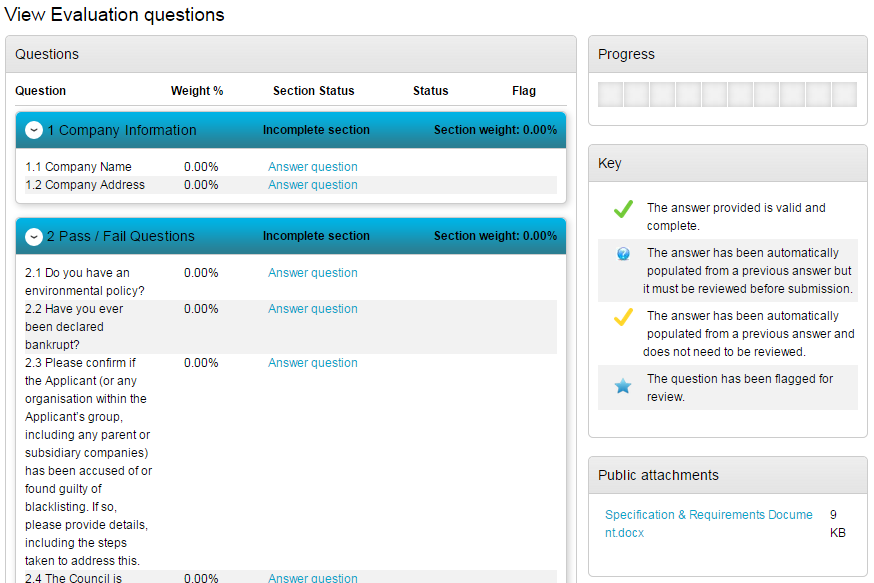 View Evaluation questions
Questions
Question Weight % Section Status Status Flag
1 Company Information Incomplete section Section weight: 0.00%
1.1 Company Name 0.00% Answer question
1.2 Company Address 0.00% Answer question
2 Pass / Fail Questions Incomplete section Section weight: 0.00%
2.1 Do you have an 0.00% Answer question
environmental policy?
2.2 Have you ever 0.00% Answer question
been declared
bankrupt?
2.3 Please confirm if 0.00% Answer question
the Applicant (or any
organisation within the
Applicant's group,
including any parent or
subsidiary companies)
has been accused of or
found guilty of
blacklisting. If so,
please provide details,
including the steps
taken to address this.
2.4 The Council is 0.00% Answer question
Progress
Key
The answer provided is valid and
complete.
The answer has been automatically
populated from a previous answer but
it must be reviewed before submission.
The answer has been automatically
populated from a previous answer and
does not need to be reviewed.
The question has been flagged for
review.
Public attachments
Specification & Requirements Docume 9
nt.docx KB